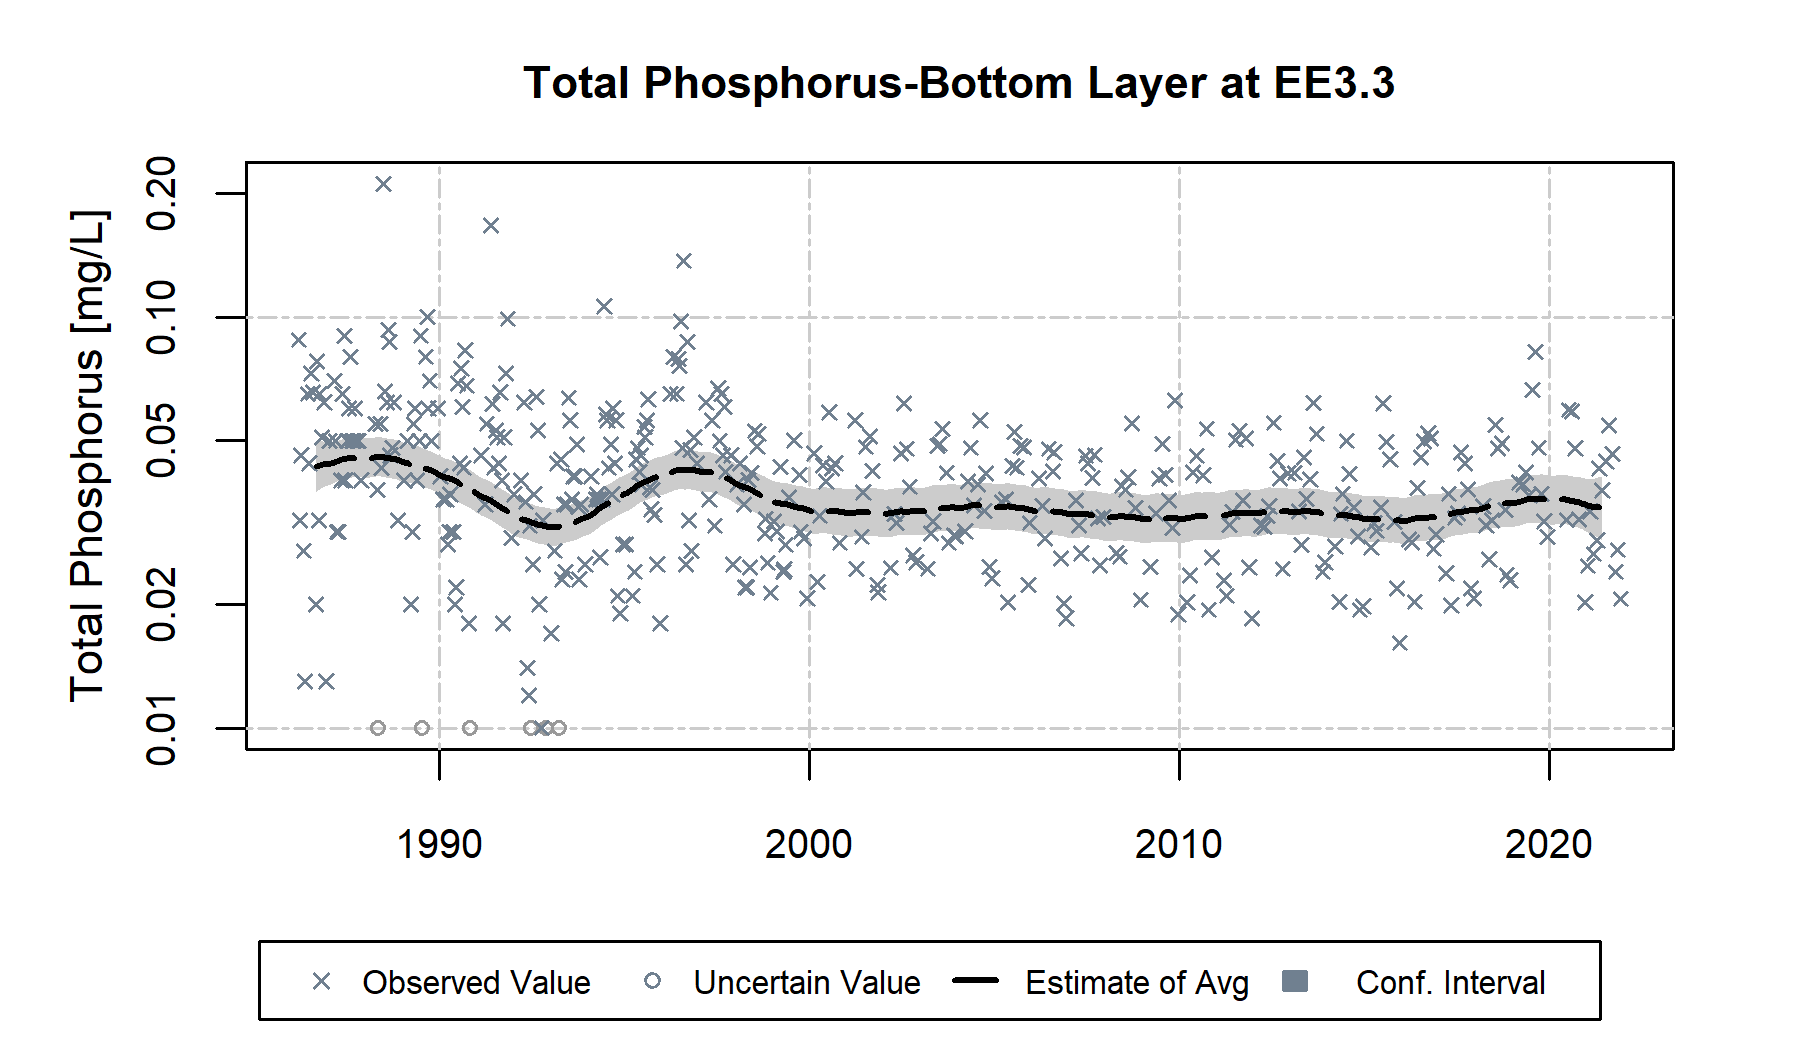 Total Phosphorus-Bottom Layer at EE3.3
Total Phosphorus [mg/L]
0.20
0.10
0.05
0.02
0.01
1990 2000 2010 2020
Observed Value Uncertain Value Estimate of Avg Conf. Interval